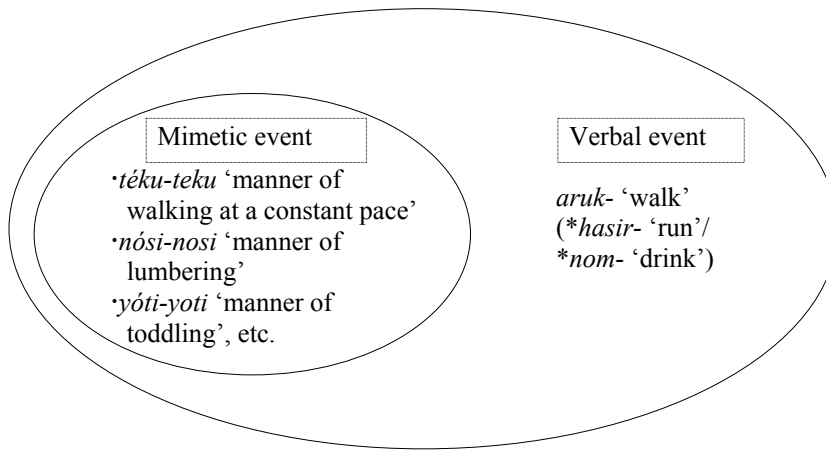 Mimetic event
・téku-teku ‘manner of
walking at a constant pace’
・nósi-nosi ‘manner of
lumbering’
・yóti-yoti ‘manner of
toddling’, etc.
Verbal event
aruk- ‘walk’
(*hasir- ‘run’/
*nom- ‘drink’)